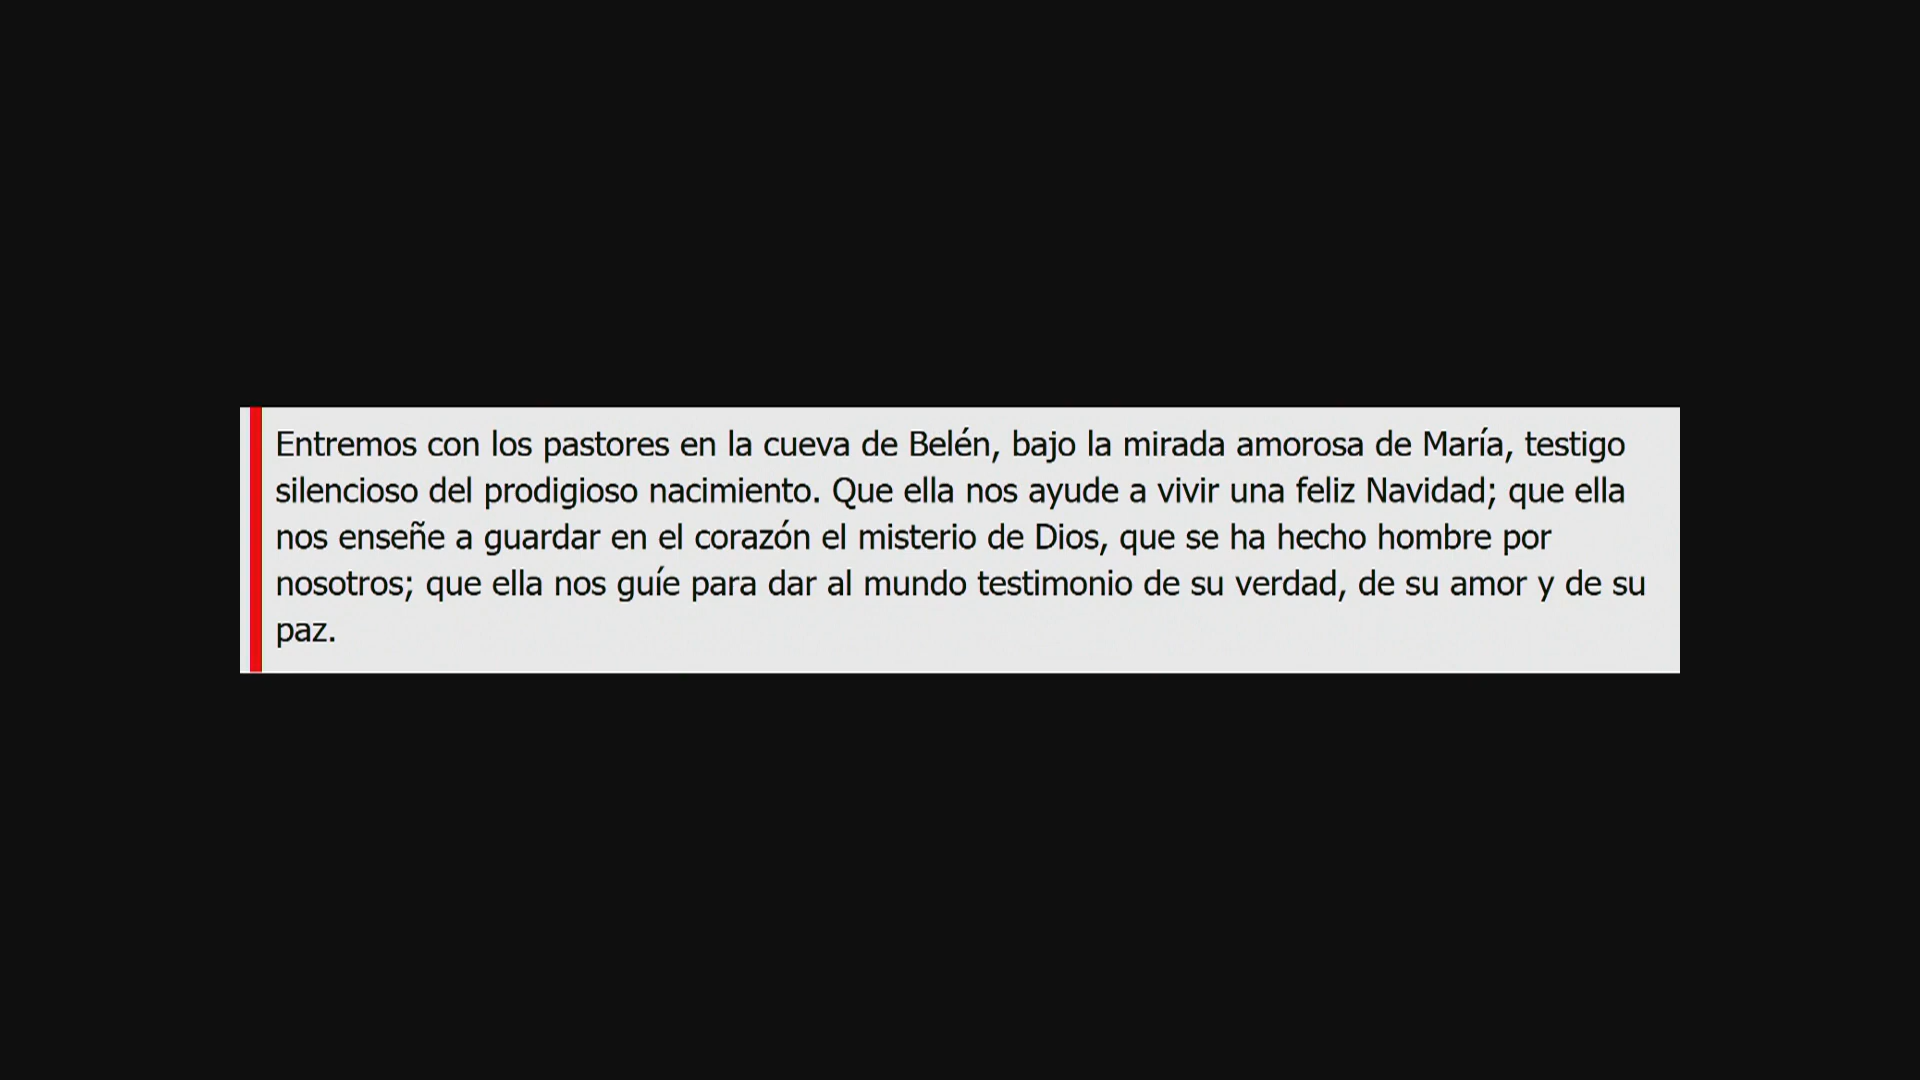 Entremos con los pastores en la cueva de Belén, bajo la mirada amorosa de María, testigo
silencioso del prodigioso nacimiento. Que ella nos ayude a vivir una feliz Navidad; que ella
nos enseñe a guardar en el corazón el misterio de Dios, que se ha hecho hombre por
nosotros; que ella nos guíe para dar al mundo testimonio de su verdad, de su amor y de su
paz.